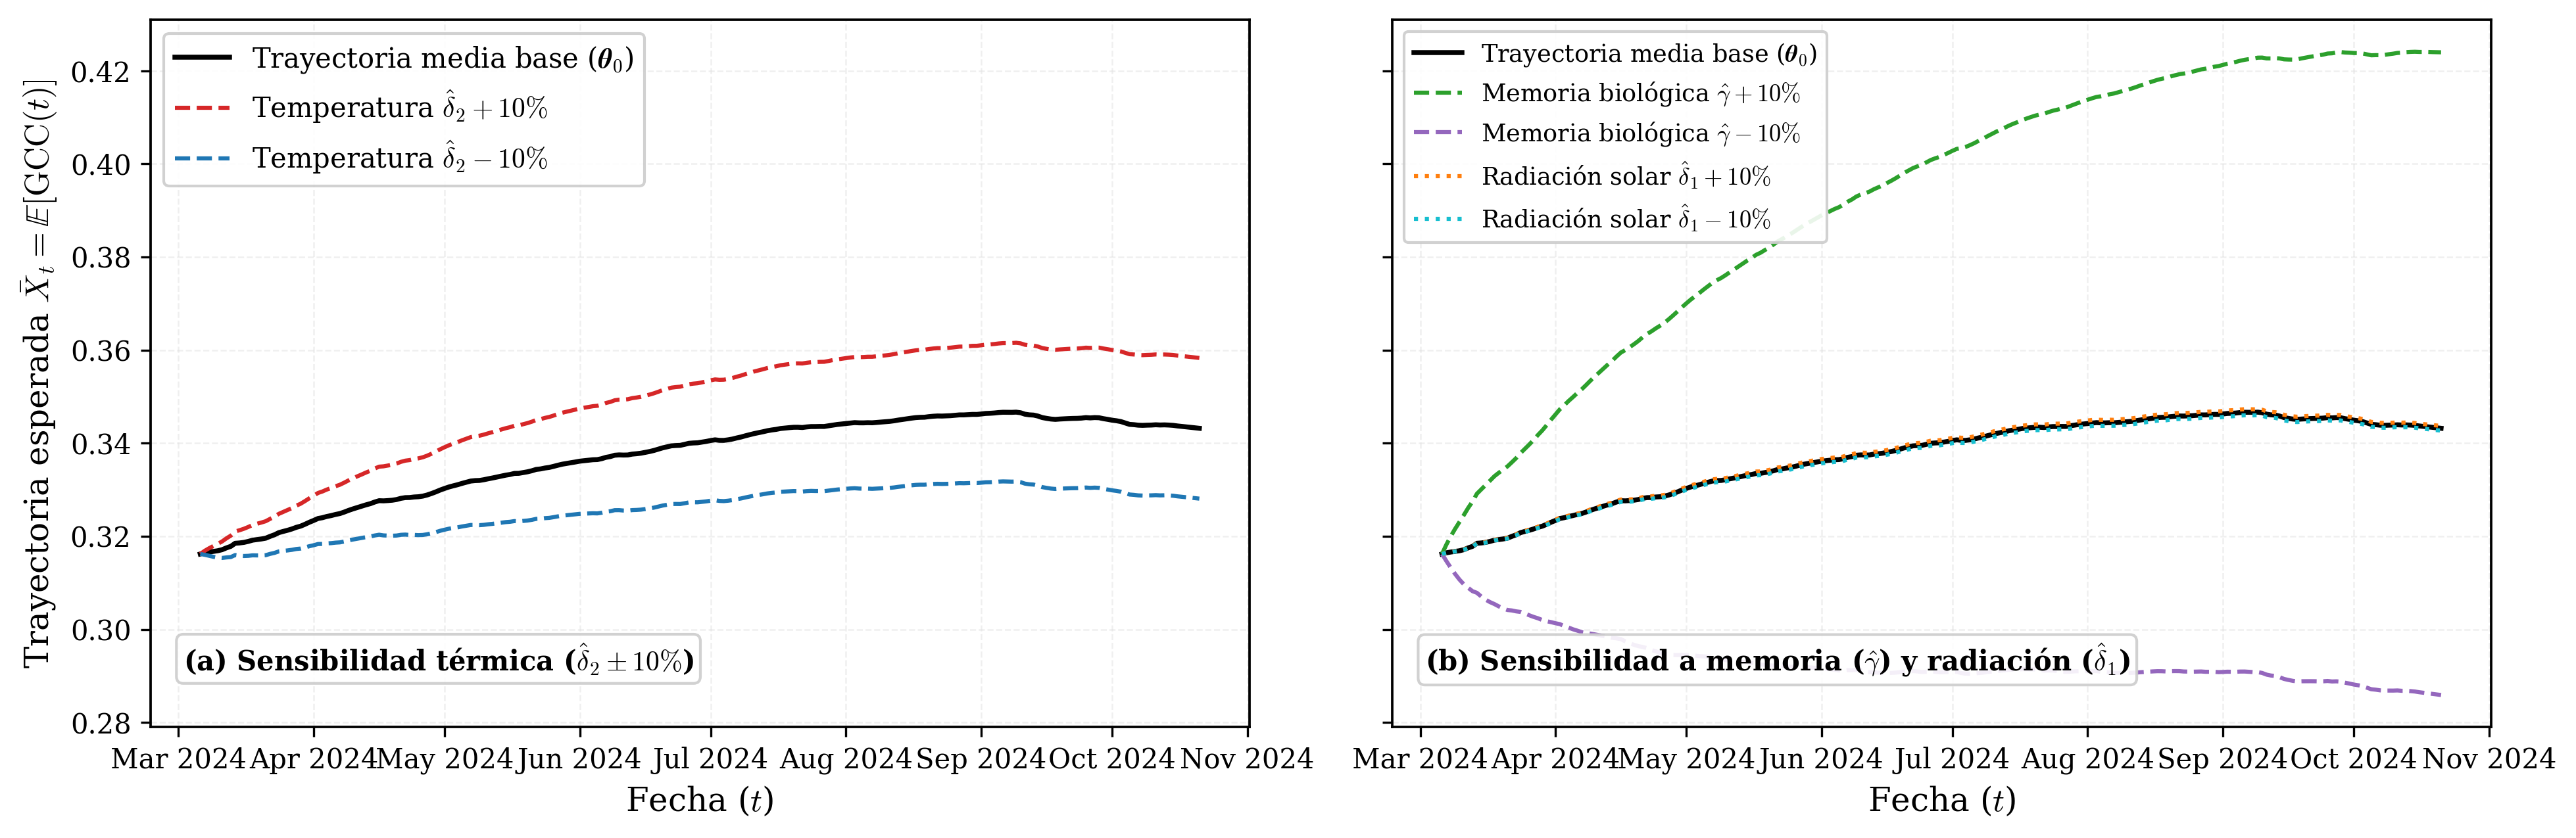 Trayectoria esperada X̄ₜ = 𝔼[GCC(t)]
0.42
0.40
0.38
0.36
0.34
0.32
0.30
0.28
Trayectoria media base (θ₀)
Temperatura δ̂₂ + 10%
Temperatura δ̂₂ − 10%
(a) Sensibilidad térmica (δ̂₂ ± 10%)
Mar 2024 Apr 2024 May 2024 Jun 2024 Jul 2024 Aug 2024 Sep 2024 Oct 2024 Nov 2024
Fecha (t)
Trayectoria media base (θ₀)
Memoria biológica γ̂ + 10%
Memoria biológica γ̂ − 10%
Radiación solar δ̂₁ + 10%
Radiación solar δ̂₁ − 10%
(b) Sensibilidad a memoria (γ̂) y radiación (δ̂₁)
Mar 2024 Apr 2024 May 2024 Jun 2024 Jul 2024 Aug 2024 Sep 2024 Oct 2024 Nov 2024
Fecha (t)